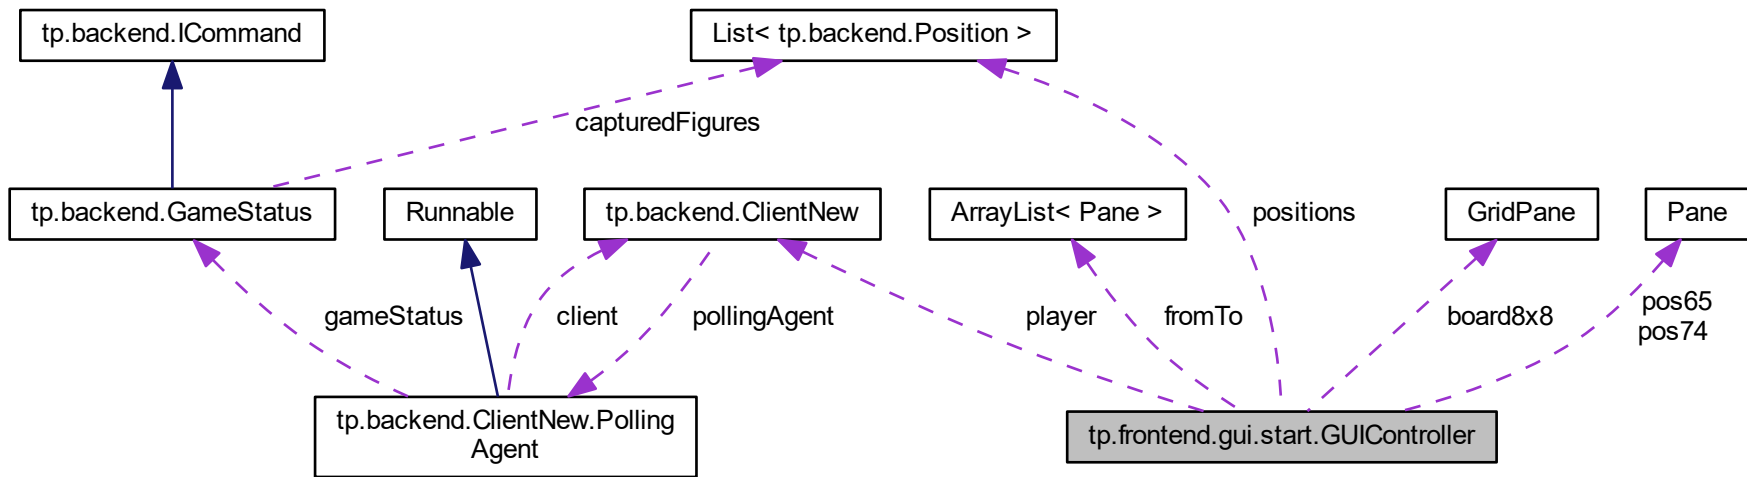 tp.backend.ICommand
List< tp.backend.Position >
capturedFigures
tp.backend.GameStatus
Runnable
tp.backend.ClientNew
ArrayList< Pane >
positions
GridPane
Pane
gameStatus
client
pollingAgent
player
fromTo
board8x8
pos65
pos74
tp.backend.ClientNew.Polling
Agent
tp.frontend.gui.start.GUIController